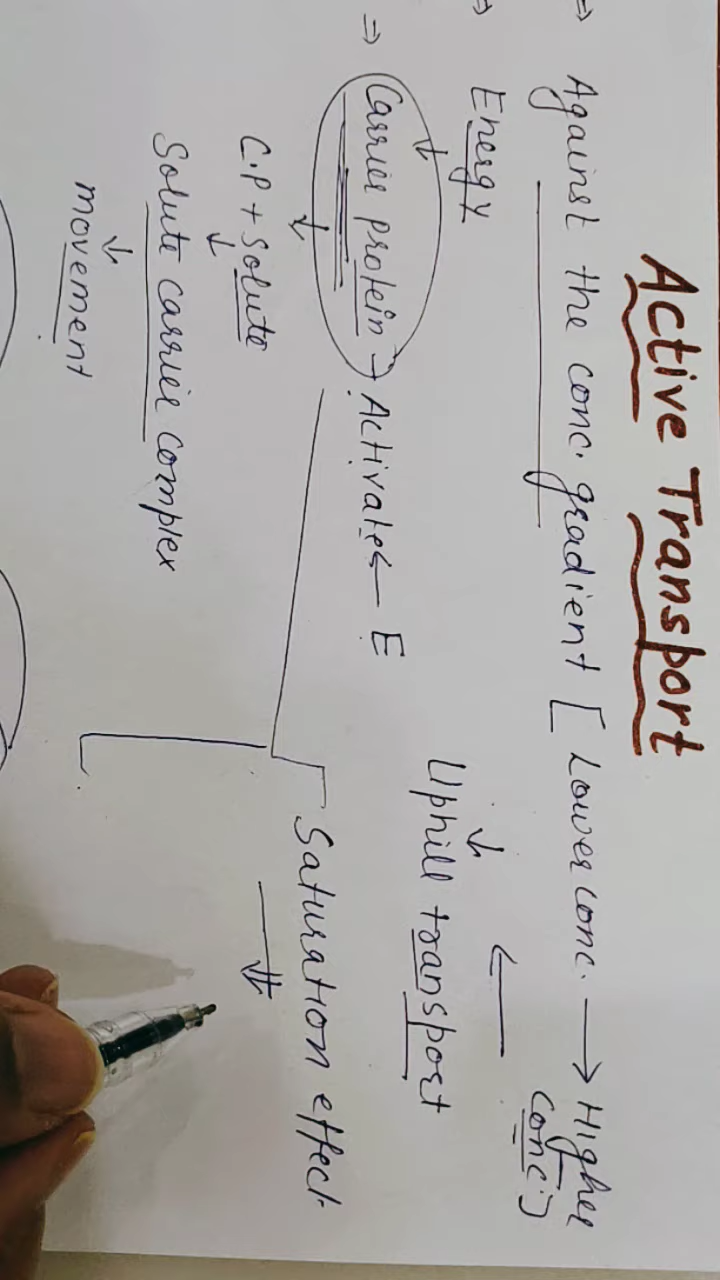 Active Transport
⇒ Against the conc. gradient [Lower conc. → Higher conc.]
↓
Uphill transport
←
⇒ Energy
↓
⇒ Carrier protein → Activate ← E
↓
C.P + Solute
↓
Solute carrier complex
↓
movement
Saturation effect